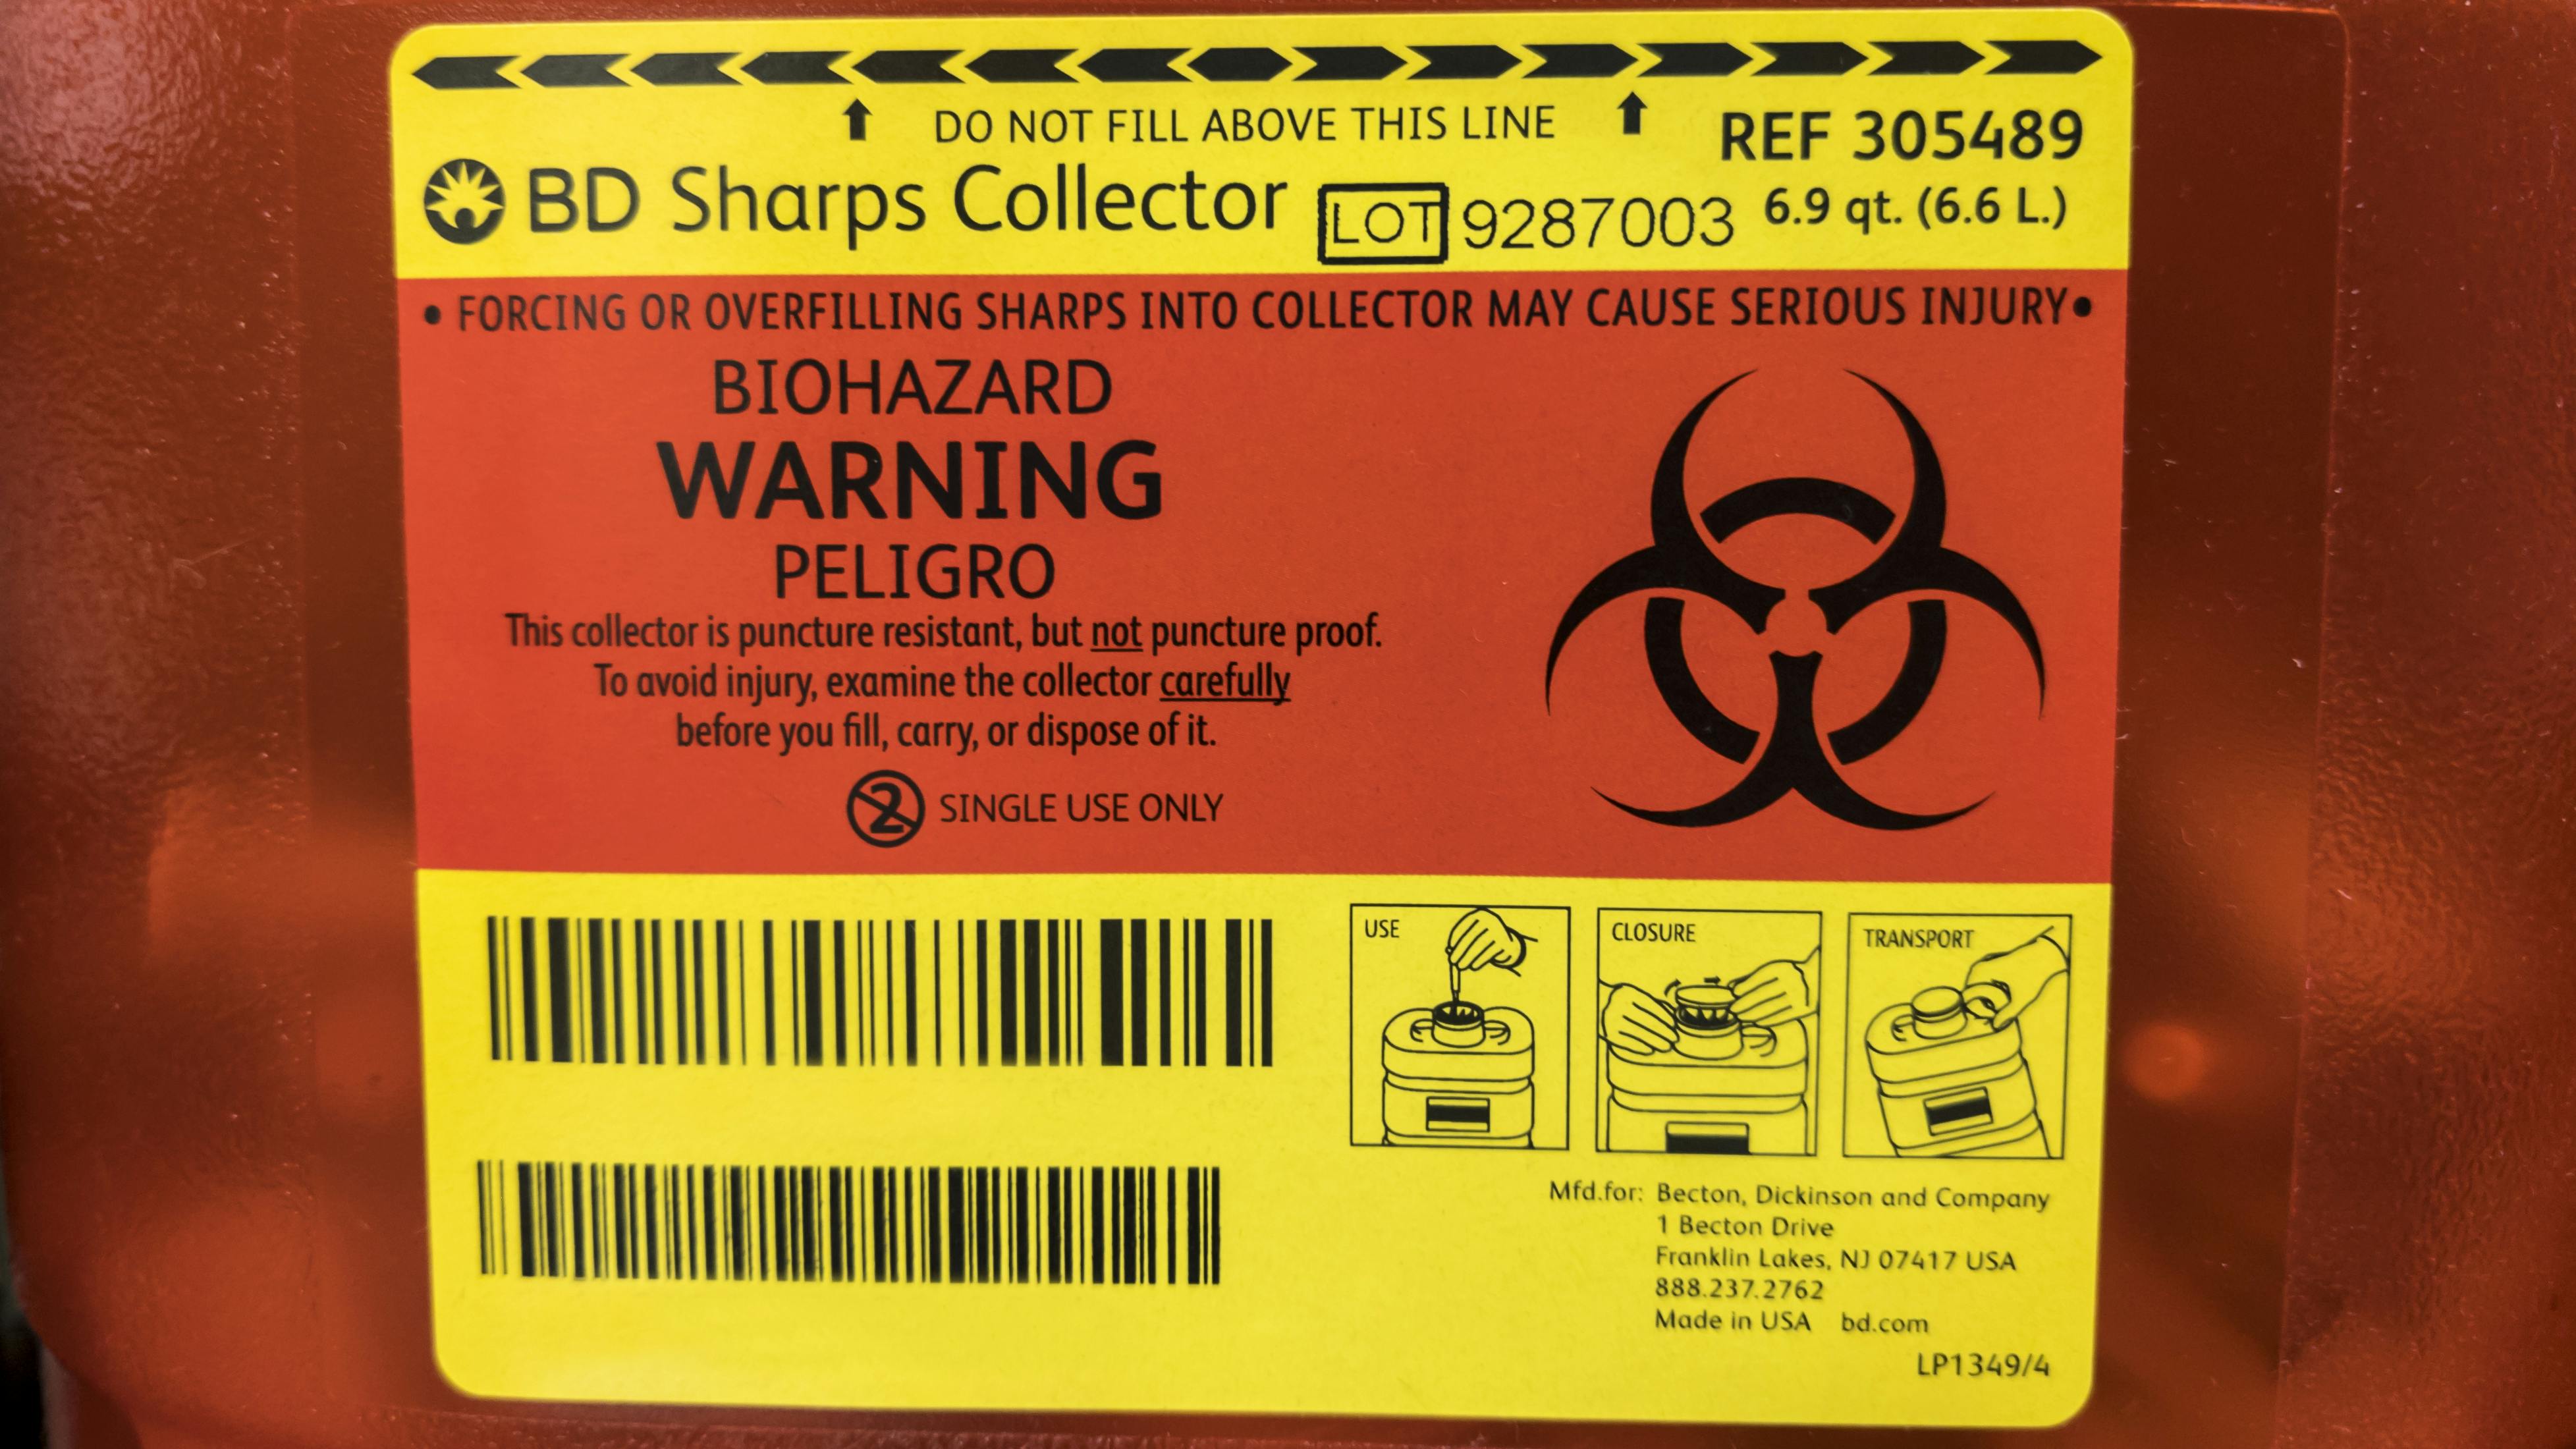 DO NOT FILL ABOVE THIS LINE
REF 305489
BD Sharps Collector
LOT 9287003
6.9 qt. (6.6 L.)
• FORCING OR OVERFILLING SHARPS INTO COLLECTOR MAY CAUSE SERIOUS INJURY•
BIOHAZARD
WARNING
PELIGRO
This collector is puncture resistant, but not puncture proof.
To avoid injury, examine the collector carefully
before you fill, carry, or dispose of it.
2 SINGLE USE ONLY
USE
CLOSURE
TRANSPORT
Mfd.for: Becton, Dickinson and Company
1 Becton Drive
Franklin Lakes, NJ 07417 USA
888.237.2762
Made in USA bd.com
LP1349/4